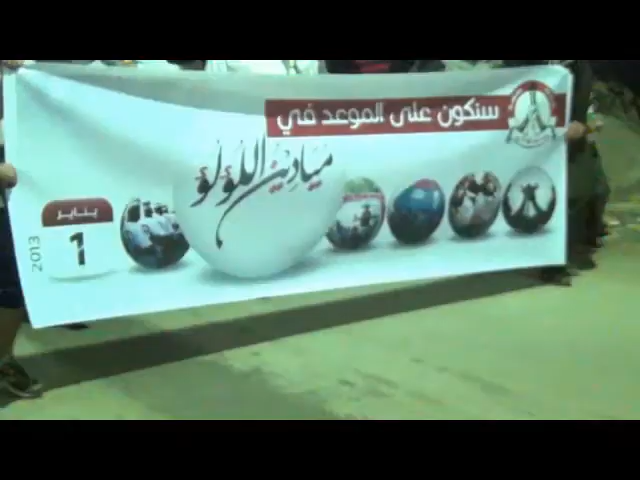 سنكون على الموعد في
ميادين اللؤلؤ
يناير
1
2013